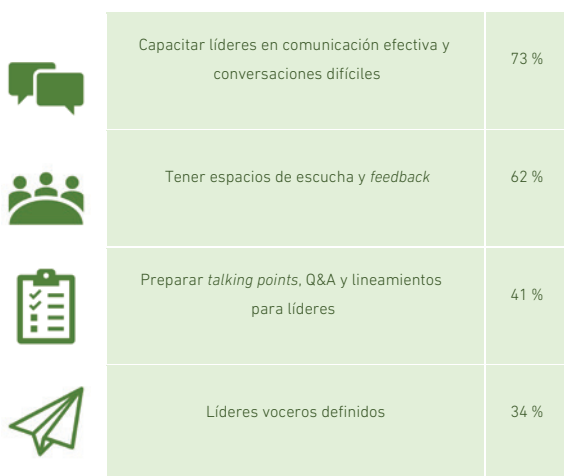 Capacitar líderes en comunicación efectiva y
conversaciones difíciles
73 %
Tener espacios de escucha y feedback
62 %
Preparar talking points, Q&A y lineamientos
para líderes
41 %
Líderes voceros definidos
34 %